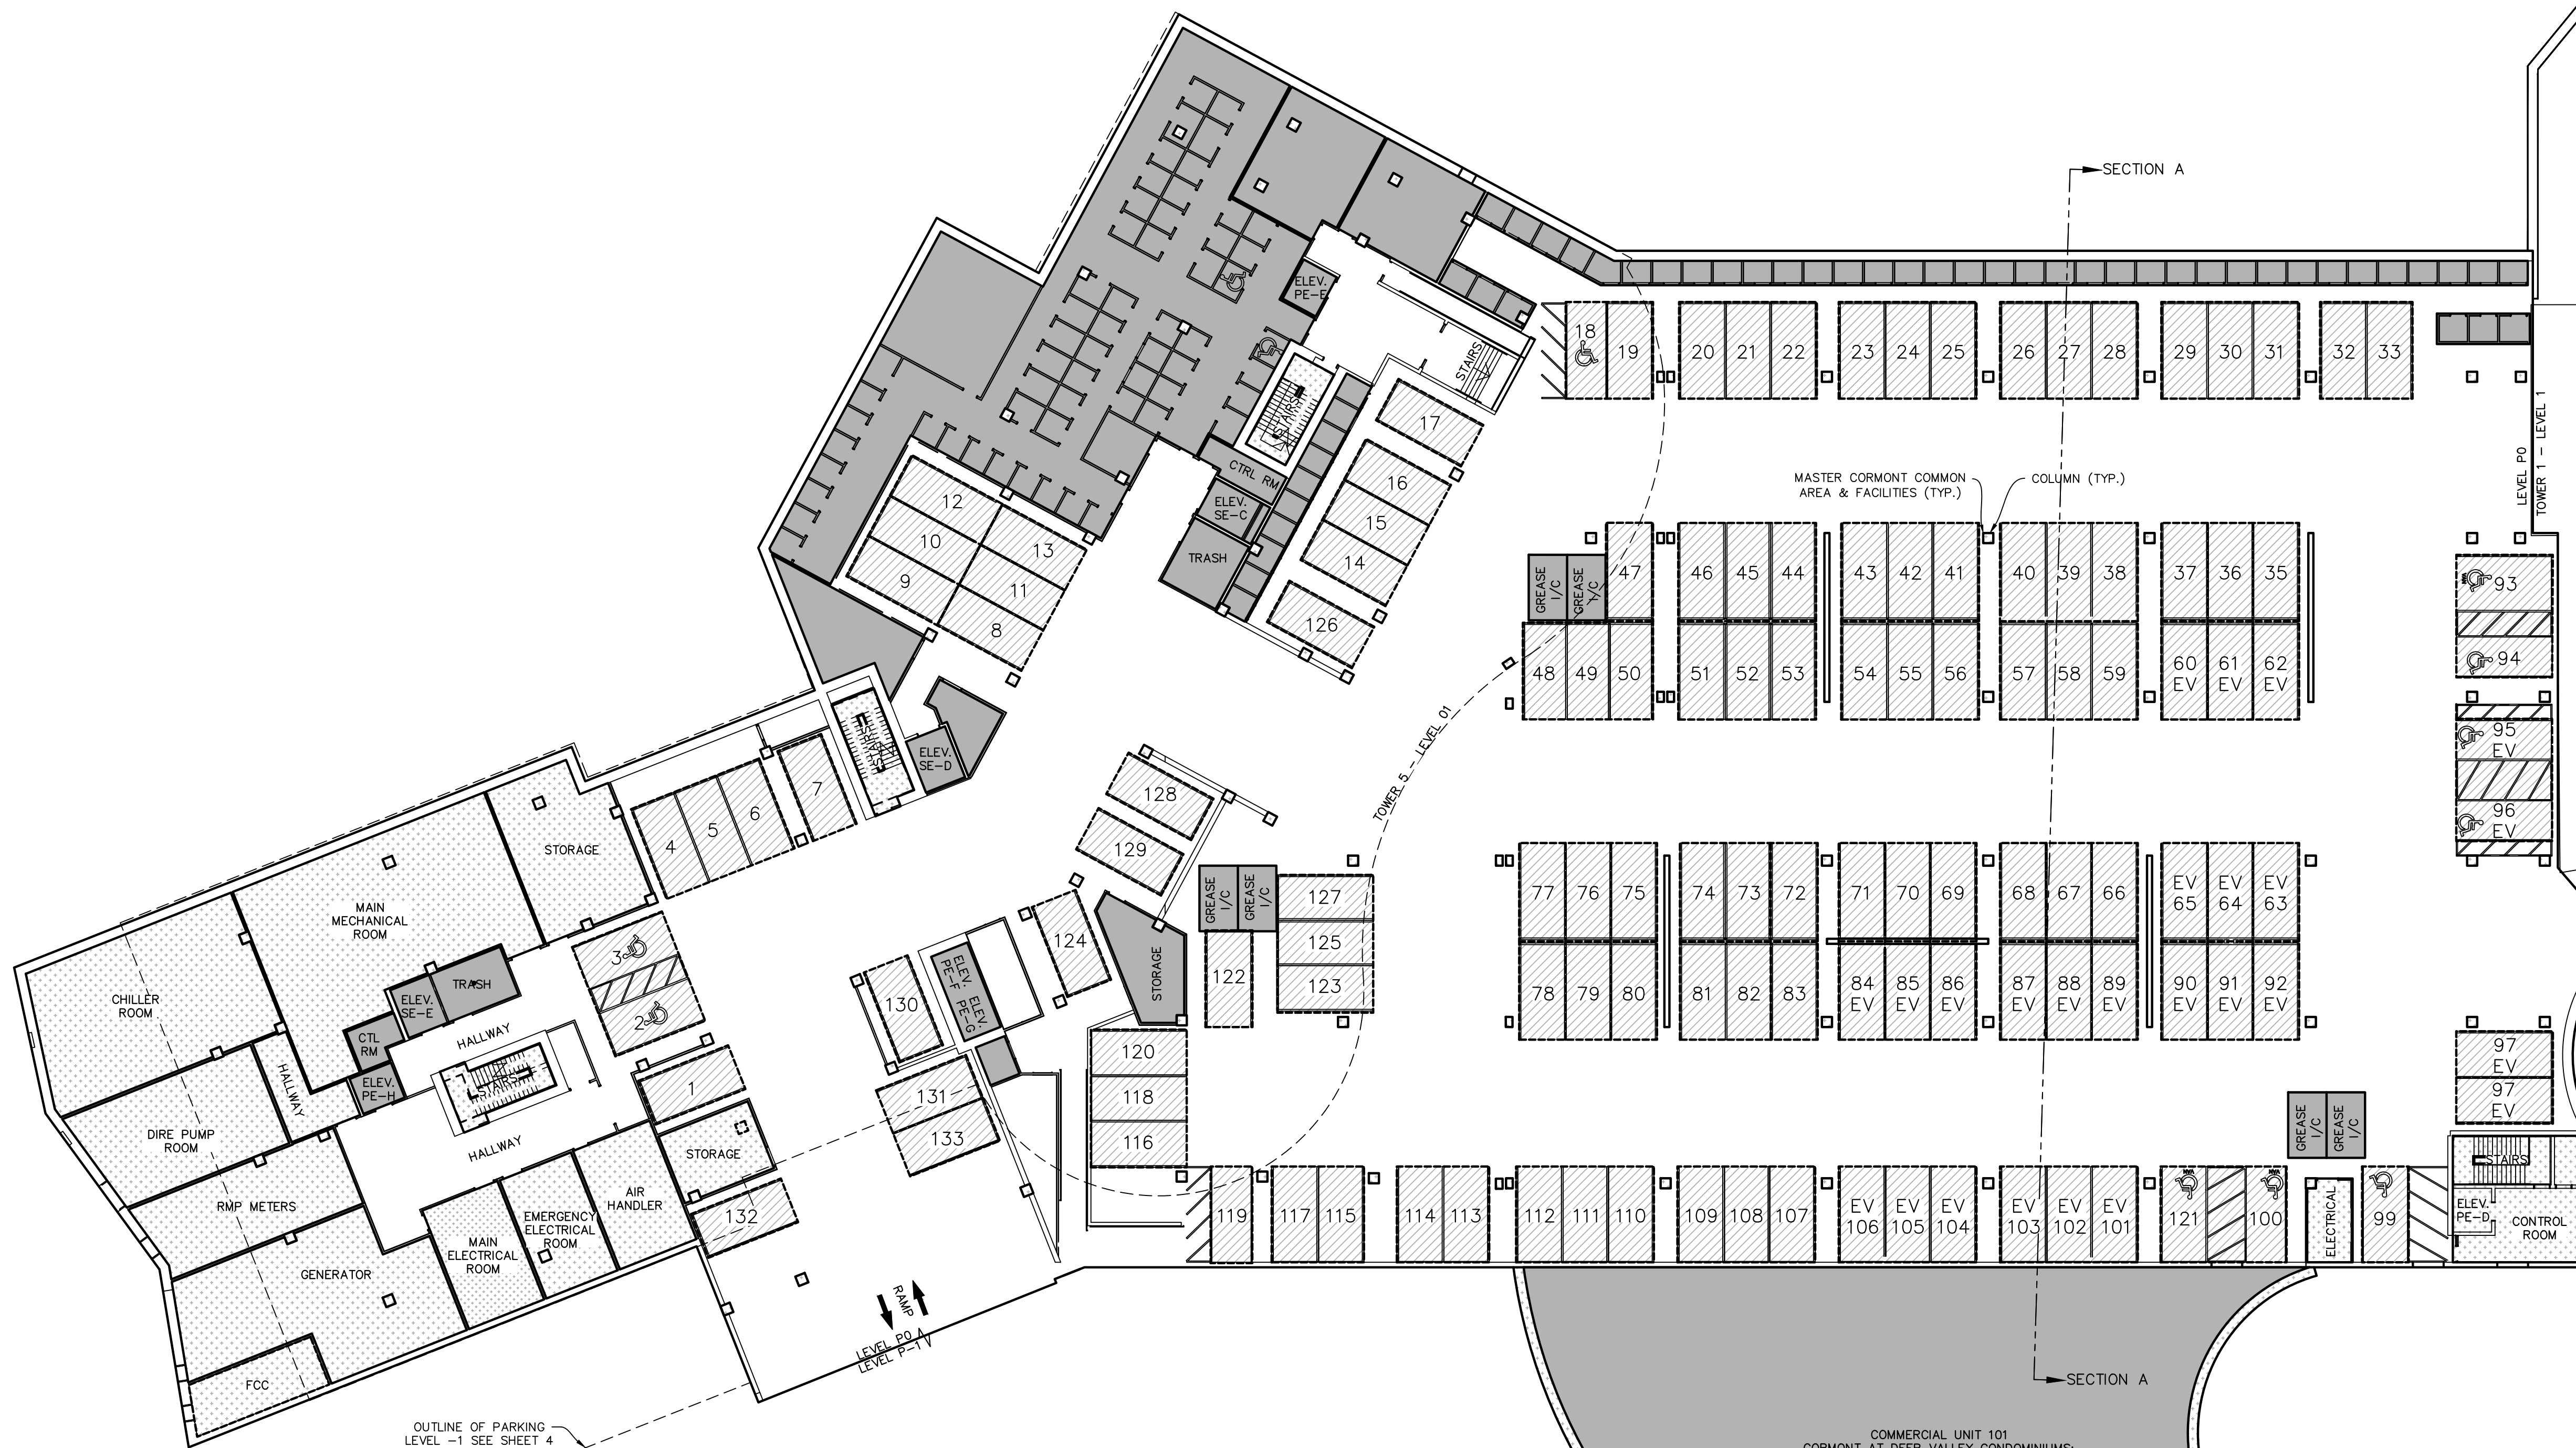 SECTION A
ELEV.
PE-E
STAIRS
18
19
20
21
22
23
24
25
26
27
28
29
30
31
32
33
LEVEL P0
TOWER 1 - LEVEL 1
STAIRS
17
CTRL RM
ELEV.
SE-C
TRASH
16
15
14
126
MASTER CORMONT COMMON
AREA & FACILITIES (TYP.)
COLUMN (TYP.)
12
10
9
13
11
8
GREASE
I/C
GREASE
I/C
47
46
45
44
43
42
41
40
39
38
37
36
35
48
49
50
51
52
53
54
55
56
57
58
59
60
EV
61
EV
62
EV
93
94
95
EV
96
EV
STAIRS
ELEV.
SE-D
7
6
5
4
STORAGE
TOWER 5 - LEVEL 01
128
129
GREASE
I/C
GREASE
I/C
127
125
123
122
124
STORAGE
77
76
75
74
73
72
71
70
69
68
67
66
EV
65
EV
64
EV
63
78
79
80
81
82
83
84
EV
85
EV
86
EV
87
EV
88
EV
89
EV
90
EV
91
EV
92
EV
MAIN
MECHANICAL
ROOM
CHILLER
ROOM
TRASH
ELEV.
SE-E
CTL
RM
ELEV.
PE-H
HALLWAY
HALLWAY
STAIRS
HALLWAY
3
2
1
130
ELEV.
PE-F
ELEV.
PE-G
131
133
120
118
116
97
EV
97
EV
DIRE PUMP
ROOM
RMP METERS
GENERATOR
FCC
MAIN
ELECTRICAL
ROOM
EMERGENCY
ELECTRICAL
ROOM
AIR
HANDLER
STORAGE
132
GREASE
I/C
GREASE
I/C
STAIRS
ELEV.
PE-D
CONTROL
ROOM
119
117
115
114
113
112
111
110
109
108
107
EV
106
EV
105
EV
104
EV
103
EV
102
EV
101
121
100
ELECTRICAL
99
RAMP
LEVEL P0
LEVEL P-1
SECTION A
OUTLINE OF PARKING
LEVEL -1 SEE SHEET 4
COMMERCIAL UNIT 101
CORMONT AT DEER VALLEY CONDOMINIUMS: